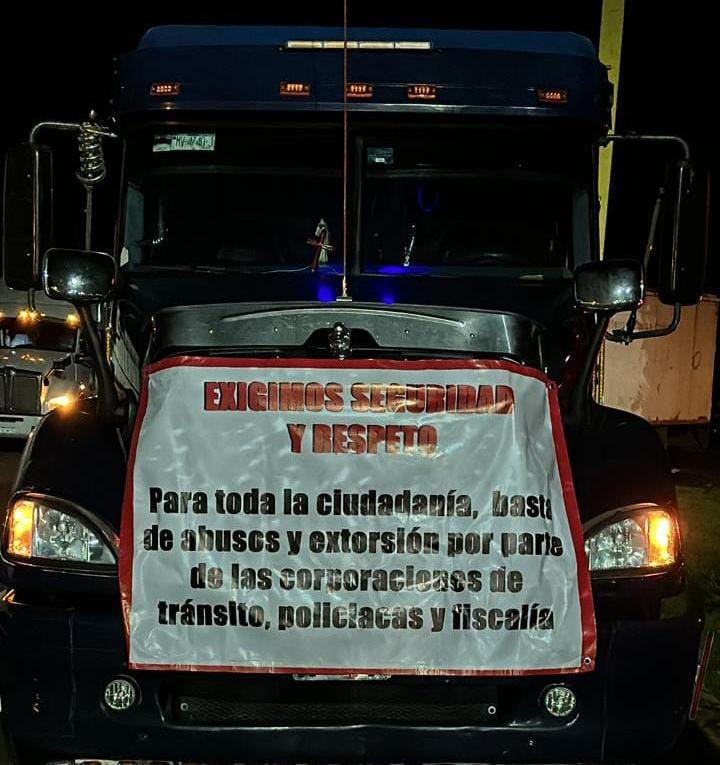 EXIGIMOS SEGURIDAD
Y RESPETO
Para toda la ciudadanía, basta
de abusos y extorsión por parte
de las corporaciones de
tránsito, policiacas y fiscalía